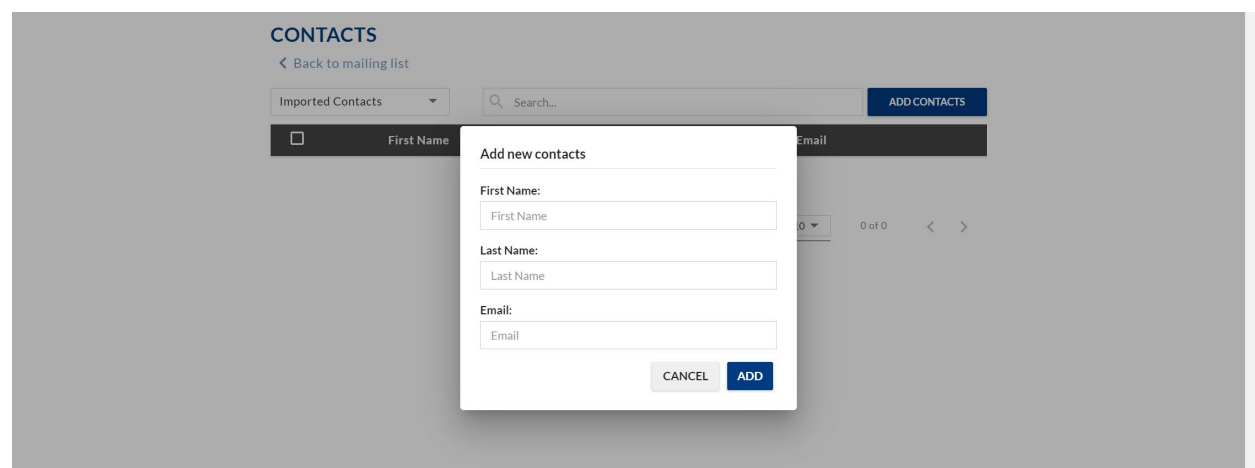 CONTACTS
Back to mailing list
Imported Contacts
Search...
ADD CONTACTS
First Name
Email
Add new contacts
First Name:
First Name
Last Name:
Last Name
Email:
Email
CANCEL
ADD
0 of 0